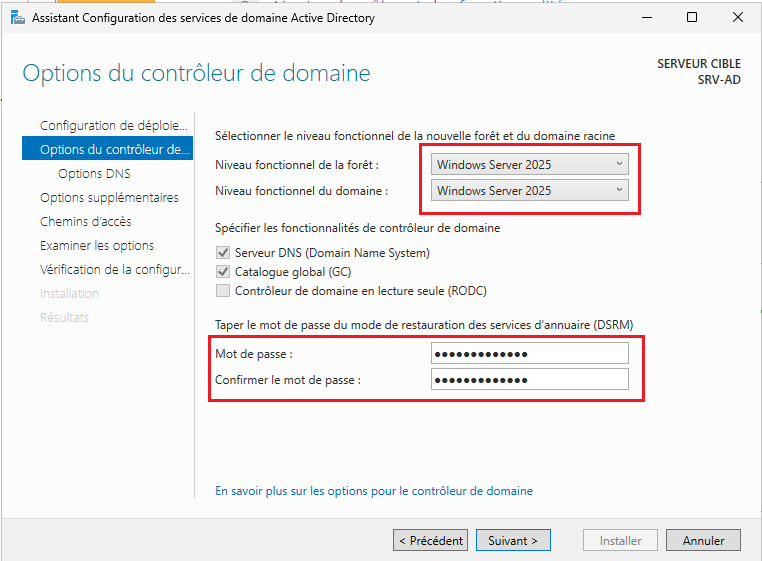 Assistant Configuration des services de domaine Active Directory
Options du contrôleur de domaine
SERVEUR CIBLE
SRV-AD
Configuration de déploie...
Options du contrôleur de...
Options DNS
Options supplémentaires
Chemins d'accès
Examiner les options
Vérification de la configur...
Installation
Résultats
Sélectionner le niveau fonctionnel de la nouvelle forêt et du domaine racine
Niveau fonctionnel de la forêt : Windows Server 2025
Niveau fonctionnel du domaine : Windows Server 2025
Spécifier les fonctionnalités de contrôleur de domaine
Serveur DNS (Domain Name System)
Catalogue global (GC)
Contrôleur de domaine en lecture seule (RODC)
Taper le mot de passe du mode de restauration des services d'annuaire (DSRM)
Mot de passe : ●●●●●●●●●●●●●
Confirmer le mot de passe : ●●●●●●●●●●●●●
En savoir plus sur les options pour le contrôleur de domaine
< Précédent Suivant > Installer Annuler